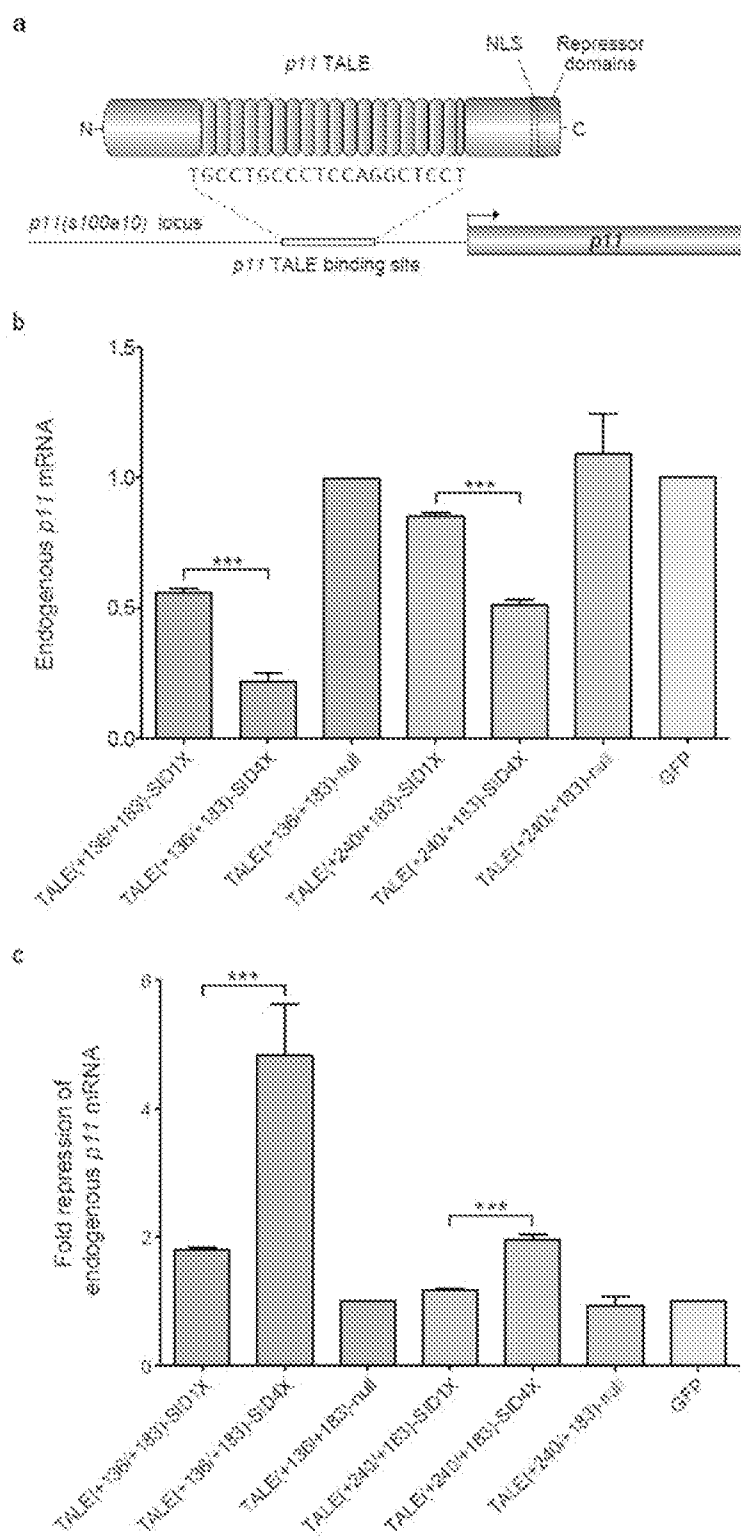 a
p11 TALE
NLS
Repressor
domains
N
C
TGCCTGCCCTCCAGGCTCCT
p11(s100a10) locus
p11
p11 TALE binding site
b
Endogenous p11 mRNA
1.5
1.0
0.5
0.0
***
***
TALE(+136/+183)-SID1X
TALE(+136/+183)-SID4X
TALE(+136/+183)-null
TALE(+240/+183)-SID1X
TALE(+240/+183)-SID4X
TALE(+240/+183)-null
GFP
c
Fold repression of
endogenous p11 mRNA
6
4
2
0
***
***
TALE(+136/+183)-SID1X
TALE(+136/+183)-SID4X
TALE(+136/+183)-null
TALE(+240/+183)-SID1X
TALE(+240/+183)-SID4X
TALE(+240/+183)-null
GFP